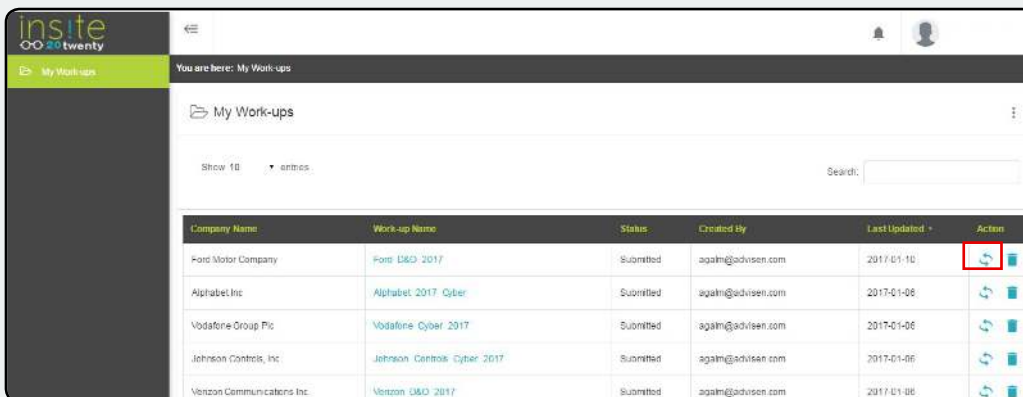 ins!te
20twenty
My Work-ups
You are here: My Work-ups
My Work-ups
Show 10 entries
Search:
Company Name Work-up Name Status Created By Last Updated Action
Ford Motor Company Ford D&O 2017 Submitted agalm@advisen.com 2017-01-10
Alphabet Inc Alphabet 2017 Cyber Submitted agalm@advisen.com 2017-01-06
Vodafone Group Plc Vodafone Cyber 2017 Submitted agalm@advisen.com 2017-01-06
Johnson Controls, Inc Johnson Controls Cyber 2017 Submitted agalm@advisen.com 2017-01-06
Verizon Communications Inc. Verizon D&O 2017 Submitted agalm@advisen.com 2017-01-06